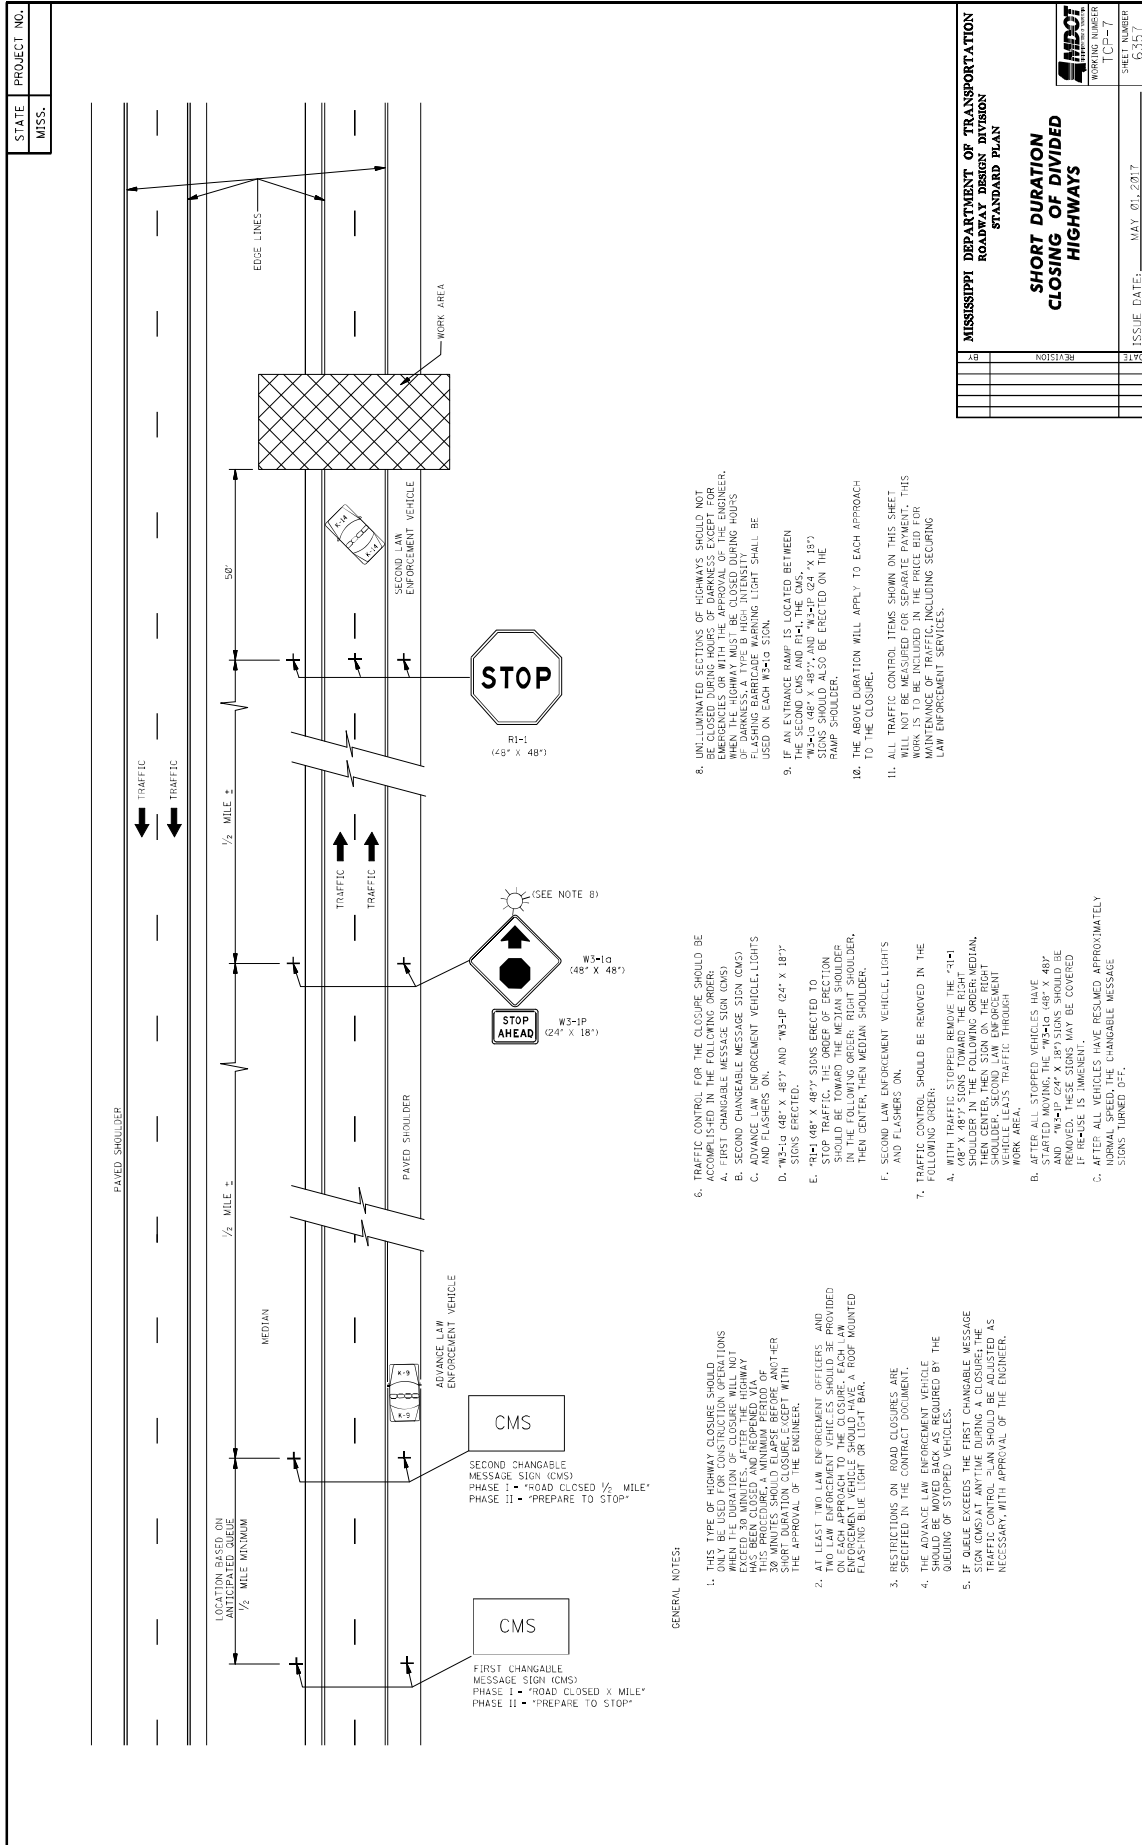 STATE PROJECT NO.
MISS.
EDGE LINES
TRAFFIC
TRAFFIC
PAVED SHOULDER
LOCATION BASED ON
ANTICIPATED QUEUE
1/2 MILE MINIMUM
1/2 MILE ±
1/2 MILE ±
50'
MEDIAN
TRAFFIC
TRAFFIC
WORK AREA
PAVED SHOULDER
K-9
K-9
K-14
K-14
ADVANCE LAW
ENFORCEMENT VEHICLE
SECOND LAW
ENFORCEMENT VEHICLE
CMS
FIRST CHANGABLE
MESSAGE SIGN (CMS)
PHASE I - "ROAD CLOSED X MILE"
PHASE II - "PREPARE TO STOP"
CMS
SECOND CHANGABLE
MESSAGE SIGN (CMS)
PHASE I - "ROAD CLOSED 1/2 MILE"
PHASE II - "PREPARE TO STOP"
STOP
AHEAD
W3-1P
(24" X 18")
W3-1a
(48" X 48")
(SEE NOTE 8)
STOP
R1-1
(48" X 48")
GENERAL NOTES:
1. THIS TYPE OF HIGHWAY CLOSURE SHOULD
ONLY BE USED FOR CONSTRUCTION OPERATIONS
WHEN THE DURATION OF CLOSURE WILL NOT
EXCEED 30 MINUTES. AFTER THE HIGHWAY
HAS BEEN CLOSED AND REOPENED VIA
THIS PROCEDURE, A MINIMUM PERIOD OF
30 MINUTES SHOULD ELAPSE BEFORE ANOTHER
SHORT DURATION CLOSURE, EXCEPT WITH
THE APPROVAL OF THE ENGINEER.
2. AT LEAST TWO LAW ENFORCEMENT OFFICERS AND
TWO LAW ENFORCEMENT VEHICLES SHOULD BE PROVIDED
ON EACH APPROACH TO THE CLOSURE. EACH LAW
ENFORCEMENT VEHICLE SHOULD HAVE A ROOF MOUNTED
FLASHING BLUE LIGHT OR LIGHT BAR.
3. RESTRICTIONS ON ROAD CLOSURES ARE
SPECIFIED IN THE CONTRACT DOCUMENT.
4. THE ADVANCE LAW ENFORCEMENT VEHICLE
SHOULD BE MOVED BACK AS REQUIRED BY THE
QUEUING OF STOPPED VEHICLES.
5. IF QUEUE EXCEEDS THE FIRST CHANGABLE MESSAGE
SIGN (CMS) AT ANYTIME DURING A CLOSURE; THE
TRAFFIC CONTROL PLAN SHOULD BE ADJUSTED AS
NECESSARY, WITH APPROVAL OF THE ENGINEER.
6. TRAFFIC CONTROL FOR THE CLOSURE SHOULD BE
ACCOMPLISHED IN THE FOLLOWING ORDER:
A. FIRST CHANGABLE MESSAGE SIGN (CMS)
B. SECOND CHANGEABLE MESSAGE SIGN (CMS)
C. ADVANCE LAW ENFORCEMENT VEHICLE, LIGHTS
AND FLASHERS ON.
D. "W3-1a (48" X 48")" AND "W3-1P (24" X 18")"
SIGNS ERECTED.
E. "R1-1 (48" X 48")" SIGNS ERECTED TO
STOP TRAFFIC. THE ORDER OF ERECTION
SHOULD BE TOWARD THE MEDIAN SHOULDER
IN THE FOLLOWING ORDER: RIGHT SHOULDER,
THEN CENTER, THEN MEDIAN SHOULDER.
F. SECOND LAW ENFORCEMENT VEHICLE, LIGHTS
AND FLASHERS ON.
7. TRAFFIC CONTROL SHOULD BE REMOVED IN THE
FOLLOWING ORDER:
A. WITH TRAFFIC STOPPED REMOVE THE "R1-1
(48" X 48")" SIGNS TOWARD THE RIGHT
SHOULDER IN THE FOLLOWING ORDER: MEDIAN,
THEN CENTER, THEN SIGN ON THE RIGHT
SHOULDER. SECOND LAW ENFORCEMENT
VEHICLE LEADS TRAFFIC THROUGH
WORK AREA.
B. AFTER ALL STOPPED VEHICLES HAVE
STARTED MOVING, THE "W3-1a (48" X 48)"
AND "W3-1P (24" X 18") SIGNS SHOULD BE
REMOVED. THESE SIGNS MAY BE COVERED
IF RE-USE IS IMMENENT.
C. AFTER ALL VEHICLES HAVE RESUMED APPROXIMATELY
NORMAL SPEED, THE CHANGABLE MESSAGE
SIGNS TURNED OFF.
8. UNILLUMINATED SECTIONS OF HIGHWAYS SHOULD NOT
BE CLOSED DURING HOURS OF DARKNESS EXCEPT FOR
EMERGENCIES OR WITH THE APPROVAL OF THE ENGINEER.
WHEN THE HIGHWAY MUST BE CLOSED DURING HOURS
OF DARKNESS, A TYPE B HIGH INTENSITY
FLASHING BARRICADE WARNING LIGHT SHALL BE
USED ON EACH W3-1a SIGN.
9. IF AN ENTRANCE RAMP IS LOCATED BETWEEN
THE SECOND CMS AND R1-1, THE CMS,
"W3-1a (48" X 48")", AND "W3-1P (24 "X 18")
SIGNS SHOULD ALSO BE ERECTED ON THE
RAMP SHOULDER.
10. THE ABOVE DURATION WILL APPLY TO EACH APPROACH
TO THE CLOSURE.
11. ALL TRAFFIC CONTROL ITEMS SHOWN ON THIS SHEET
WILL NOT BE MEASURED FOR SEPARATE PAYMENT. THIS
WORK IS TO BE INCLUDED IN THE PRICE BID FOR
MAINTENANCE OF TRAFFIC, INCLUDING SECURING
LAW ENFORCEMENT SERVICES.
BY
REVISION
DATE
MISSISSIPPI DEPARTMENT OF TRANSPORTATION
ROADWAY DESIGN DIVISION
STANDARD PLAN
SHORT DURATION
CLOSING OF DIVIDED
HIGHWAYS
MDOT
WORKING NUMBER
TCP-7
SHEET NUMBER
6357
ISSUE DATE: MAY 01, 2017